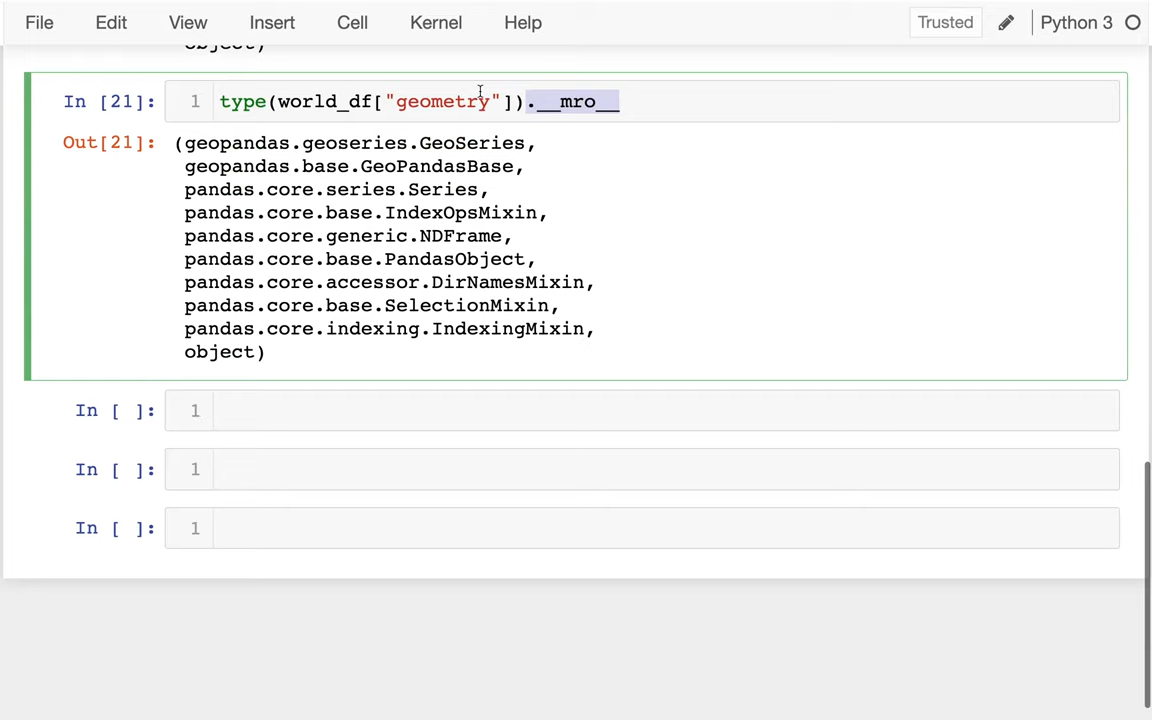 File Edit View Insert Cell Kernel Help Trusted Python 3
object)
In [21]: 1 type(world_df["geometry"]).__mro__
Out[21]: (geopandas.geoseries.GeoSeries,
geopandas.base.GeoPandasBase,
pandas.core.series.Series,
pandas.core.base.IndexOpsMixin,
pandas.core.generic.NDFrame,
pandas.core.base.PandasObject,
pandas.core.accessor.DirNamesMixin,
pandas.core.base.SelectionMixin,
pandas.core.indexing.IndexingMixin,
object)
In [ ]: 1
In [ ]: 1
In [ ]: 1